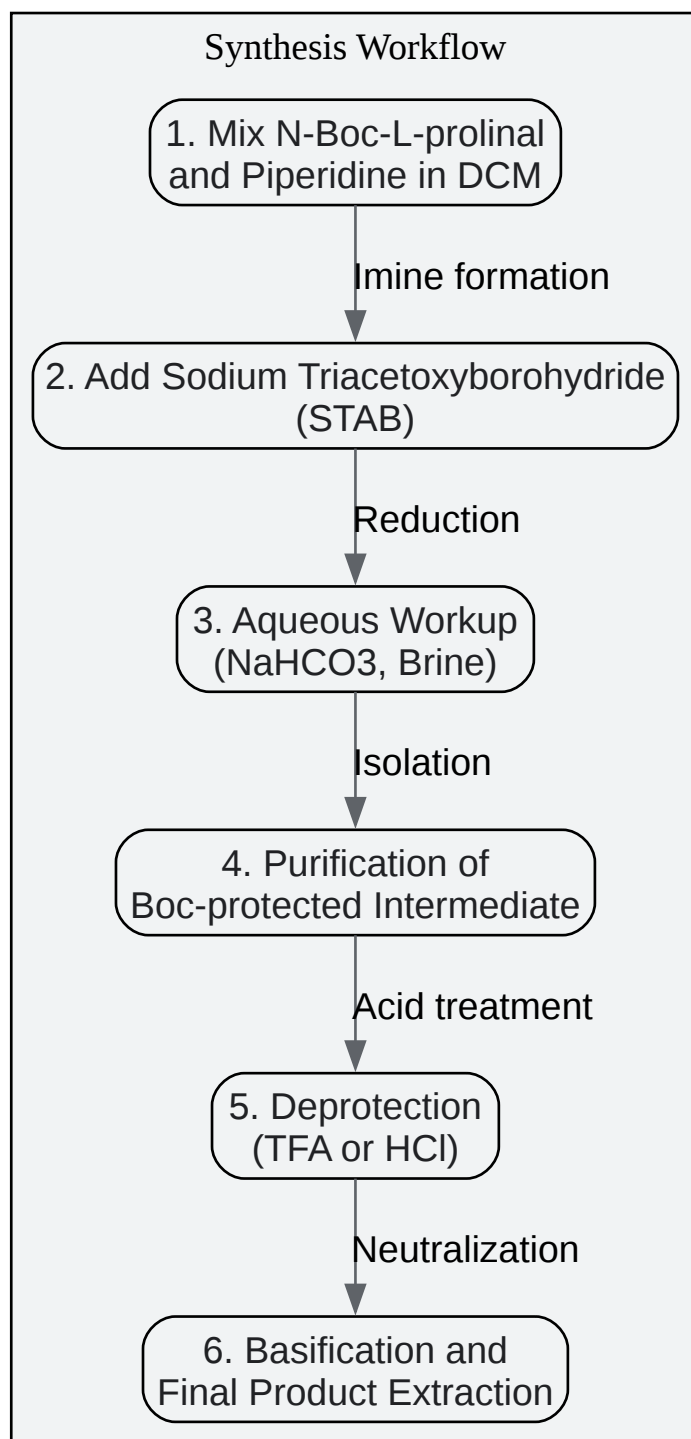 Synthesis Workflow
1. Mix N-Boc-L-prolinal
and Piperidine in DCM
Imine formation
2. Add Sodium Triacetoxyborohydride
(STAB)
Reduction
3. Aqueous Workup
(NaHCO3, Brine)
Isolation
4. Purification of
Boc-protected Intermediate
Acid treatment
5. Deprotection
(TFA or HCl)
Neutralization
6. Basification and
Final Product Extraction